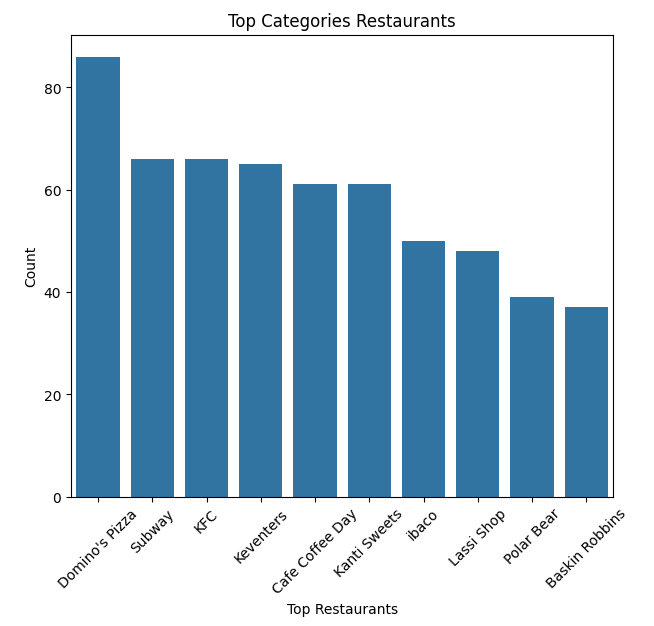 Top Categories Restaurants
Count
80
60
40
20
0
Domino's Pizza
Subway
KFC
Keventers
Cafe Coffee Day
Kanti Sweets
ibaco
Lassi Shop
Polar Bear
Baskin Robbins
Top Restaurants